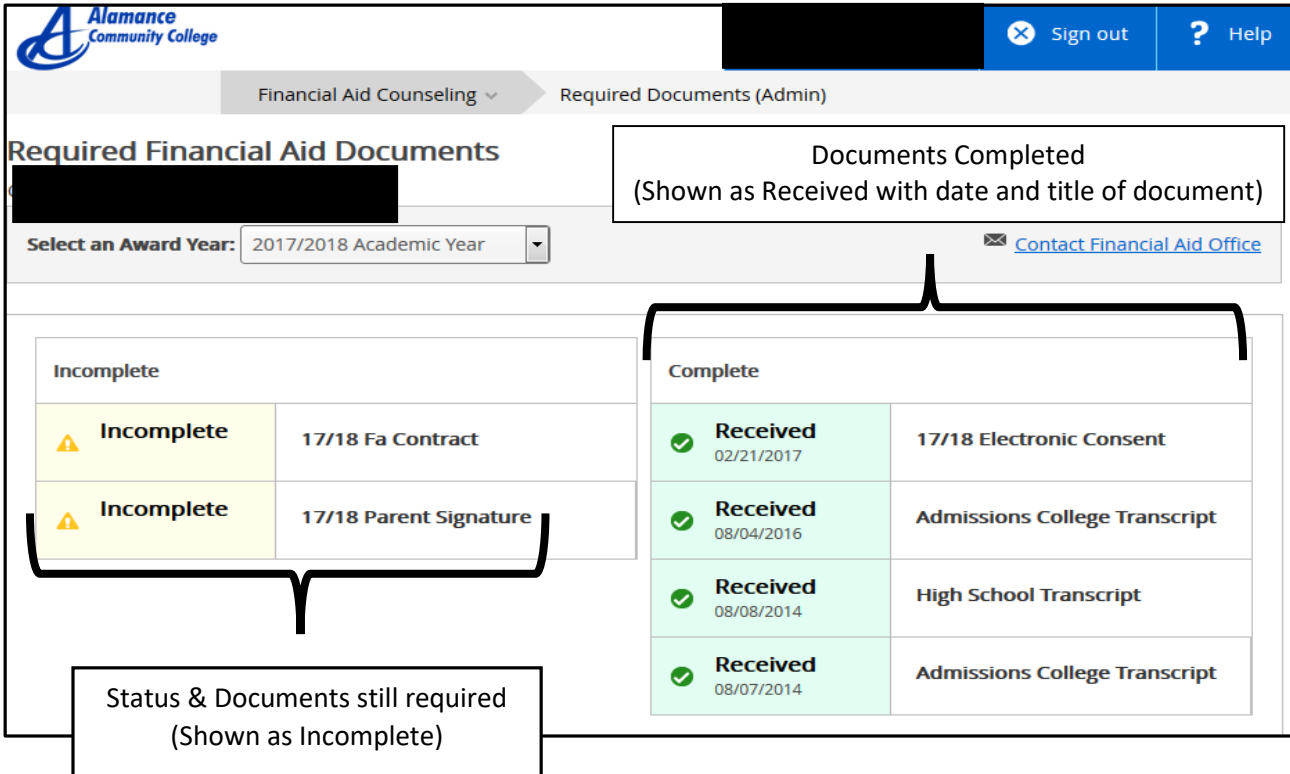 Alamance
Community College
Sign out
? Help
Financial Aid Counseling
Required Documents (Admin)
Required Financial Aid Documents
Documents Completed
(Shown as Received with date and title of document)
Select an Award Year: 2017/2018 Academic Year
Contact Financial Aid Office
Incomplete
Incomplete 17/18 Fa Contract
Incomplete 17/18 Parent Signature
Status & Documents still required
(Shown as Incomplete)
Complete
Received 17/18 Electronic Consent
02/21/2017
Received Admissions College Transcript
08/04/2016
Received High School Transcript
08/08/2014
Received Admissions College Transcript
08/07/2014